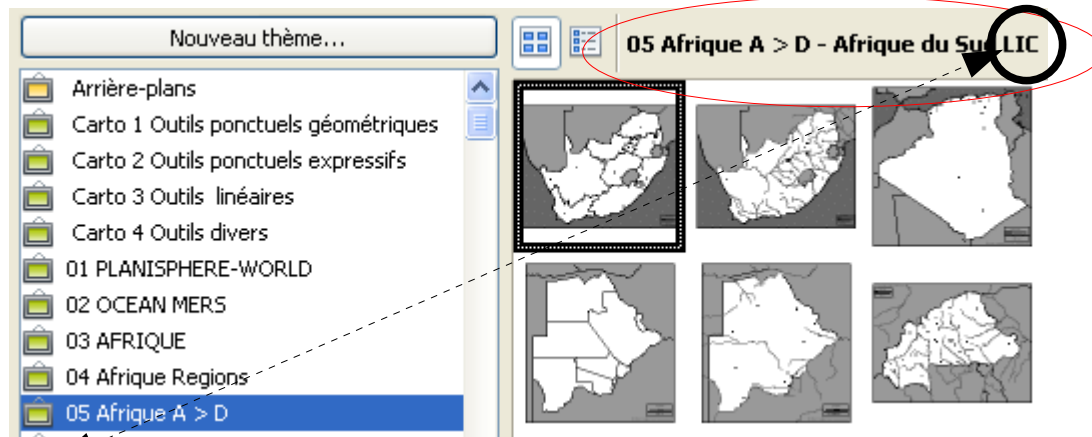 Nouveau thème...
Arrière-plans
Carto 1 Outils ponctuels géométriques
Carto 2 Outils ponctuels expressifs
Carto 3 Outils linéaires
Carto 4 Outils divers
01 PLANISPHERE-WORLD
02 OCEAN MERS
03 AFRIQUE
04 Afrique Regions
05 Afrique A > D
05 Afrique A > D - Afrique du Sud LIC